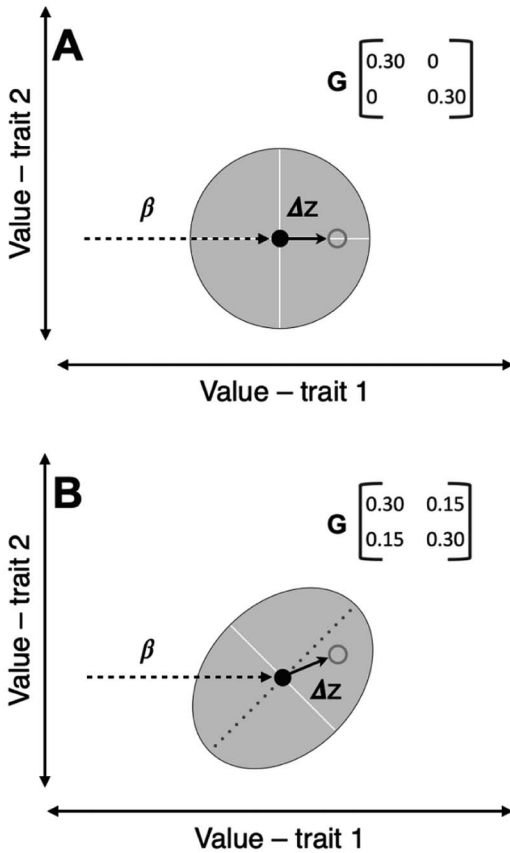 A
Value – trait 2
G
0.30 0
0 0.30
β
Δz
Value – trait 1
B
Value – trait 2
G
0.30 0.15
0.15 0.30
β
Δz
Value – trait 1